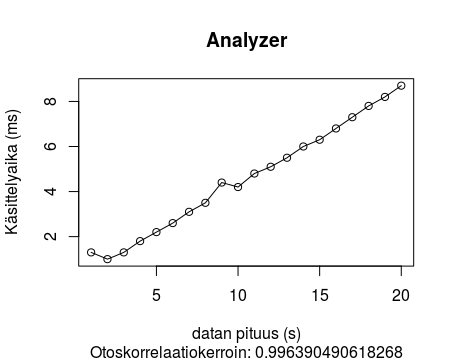 Analyzer
Käsittelyaika (ms)
8
6
4
2
5 10 15 20
datan pituus (s)
Otoskorrelaatiokerroin: 0.996390490618268